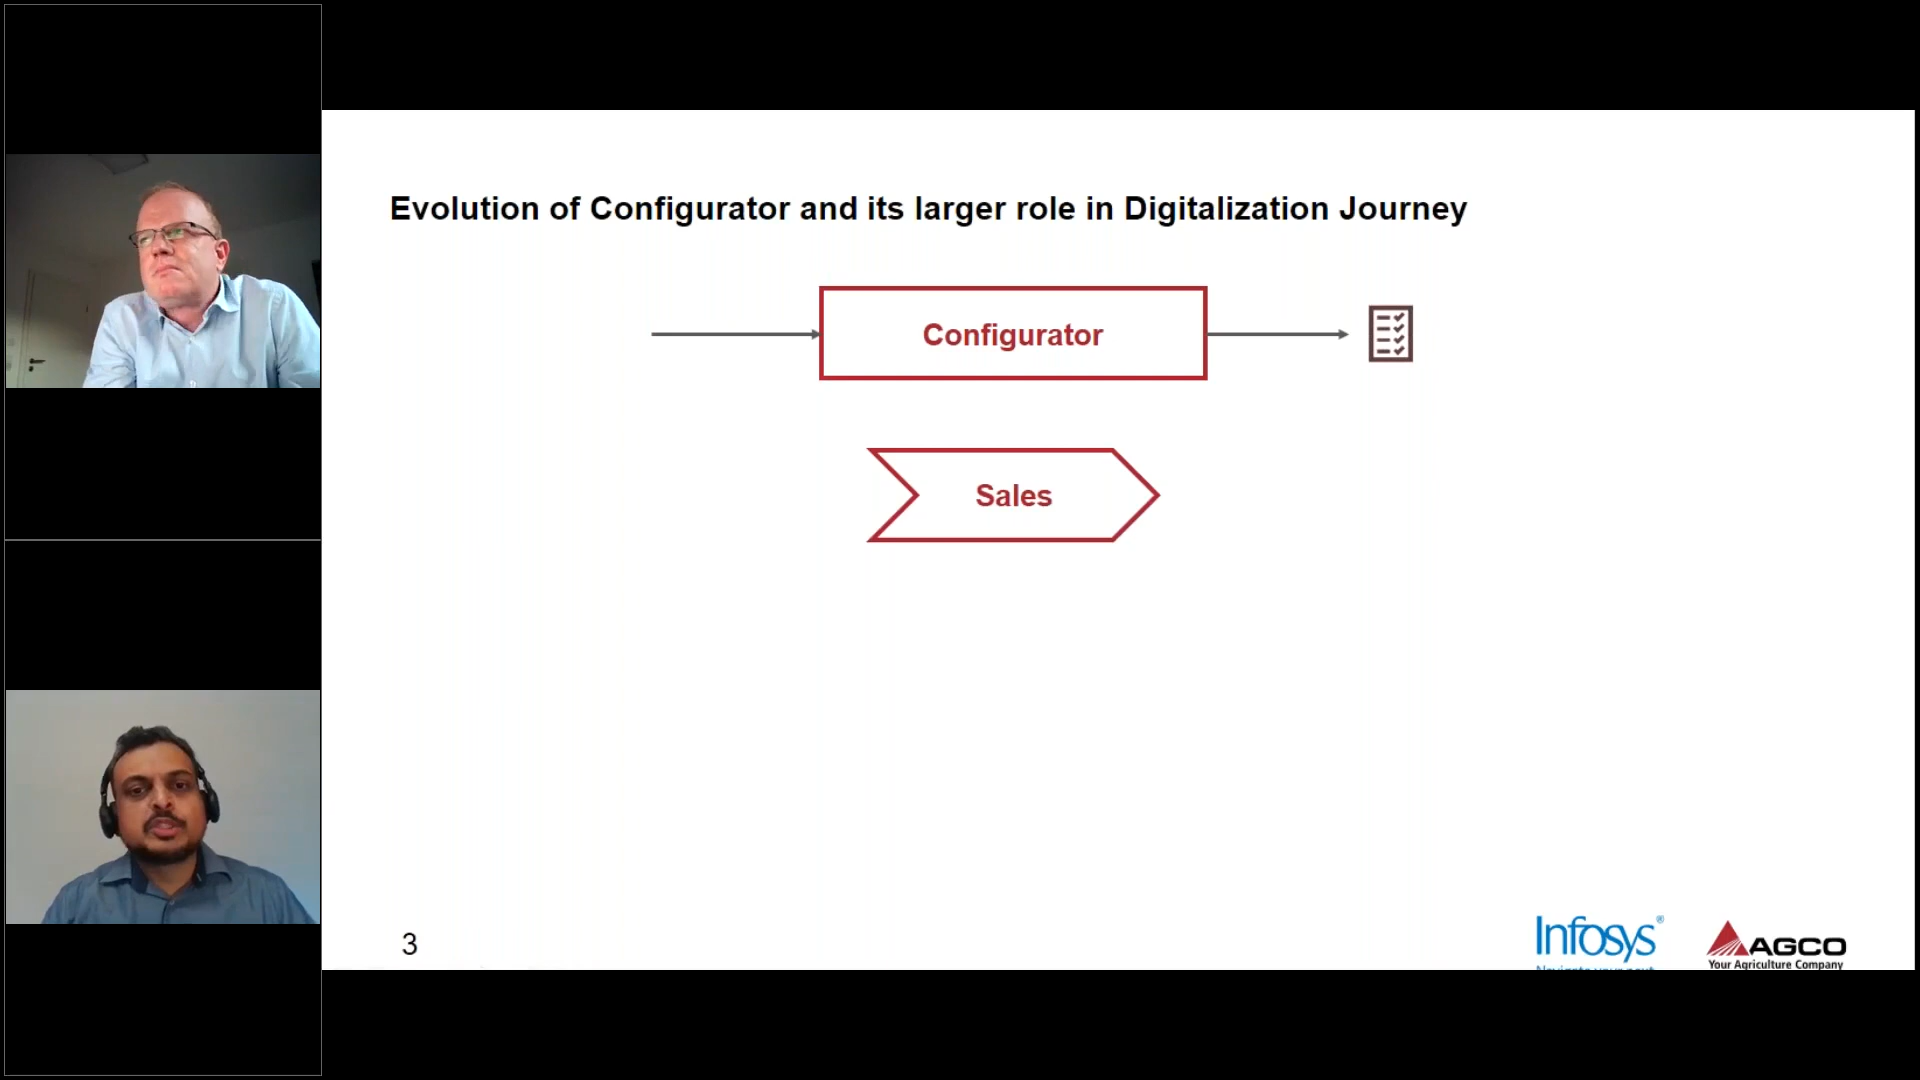 Evolution of Configurator and its larger role in Digitalization Journey
Configurator
Sales
3
Infosys®
AGCO
Your Agriculture Company